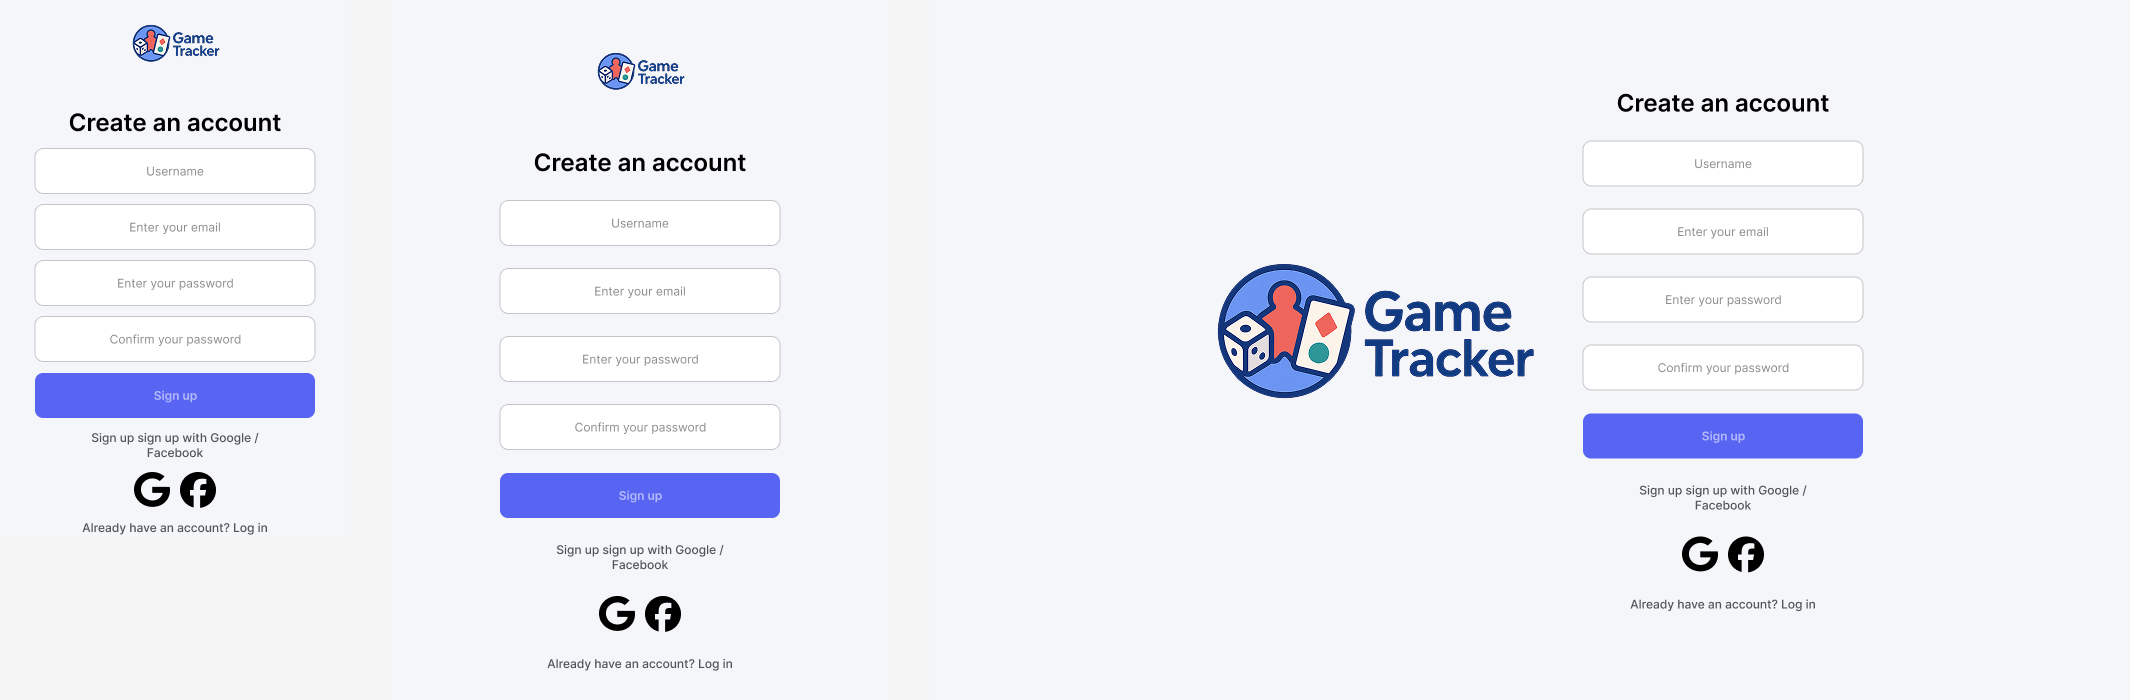 Game
Tracker
Create an account
Username
Enter your email
Enter your password
Confirm your password
Sign up
Sign up sign up with Google /
Facebook
Already have an account? Log in
Game
Tracker
Create an account
Username
Enter your email
Enter your password
Confirm your password
Sign up
Sign up sign up with Google /
Facebook
Already have an account? Log in
Game
Tracker
Create an account
Username
Enter your email
Enter your password
Confirm your password
Sign up
Sign up sign up with Google /
Facebook
Already have an account? Log in